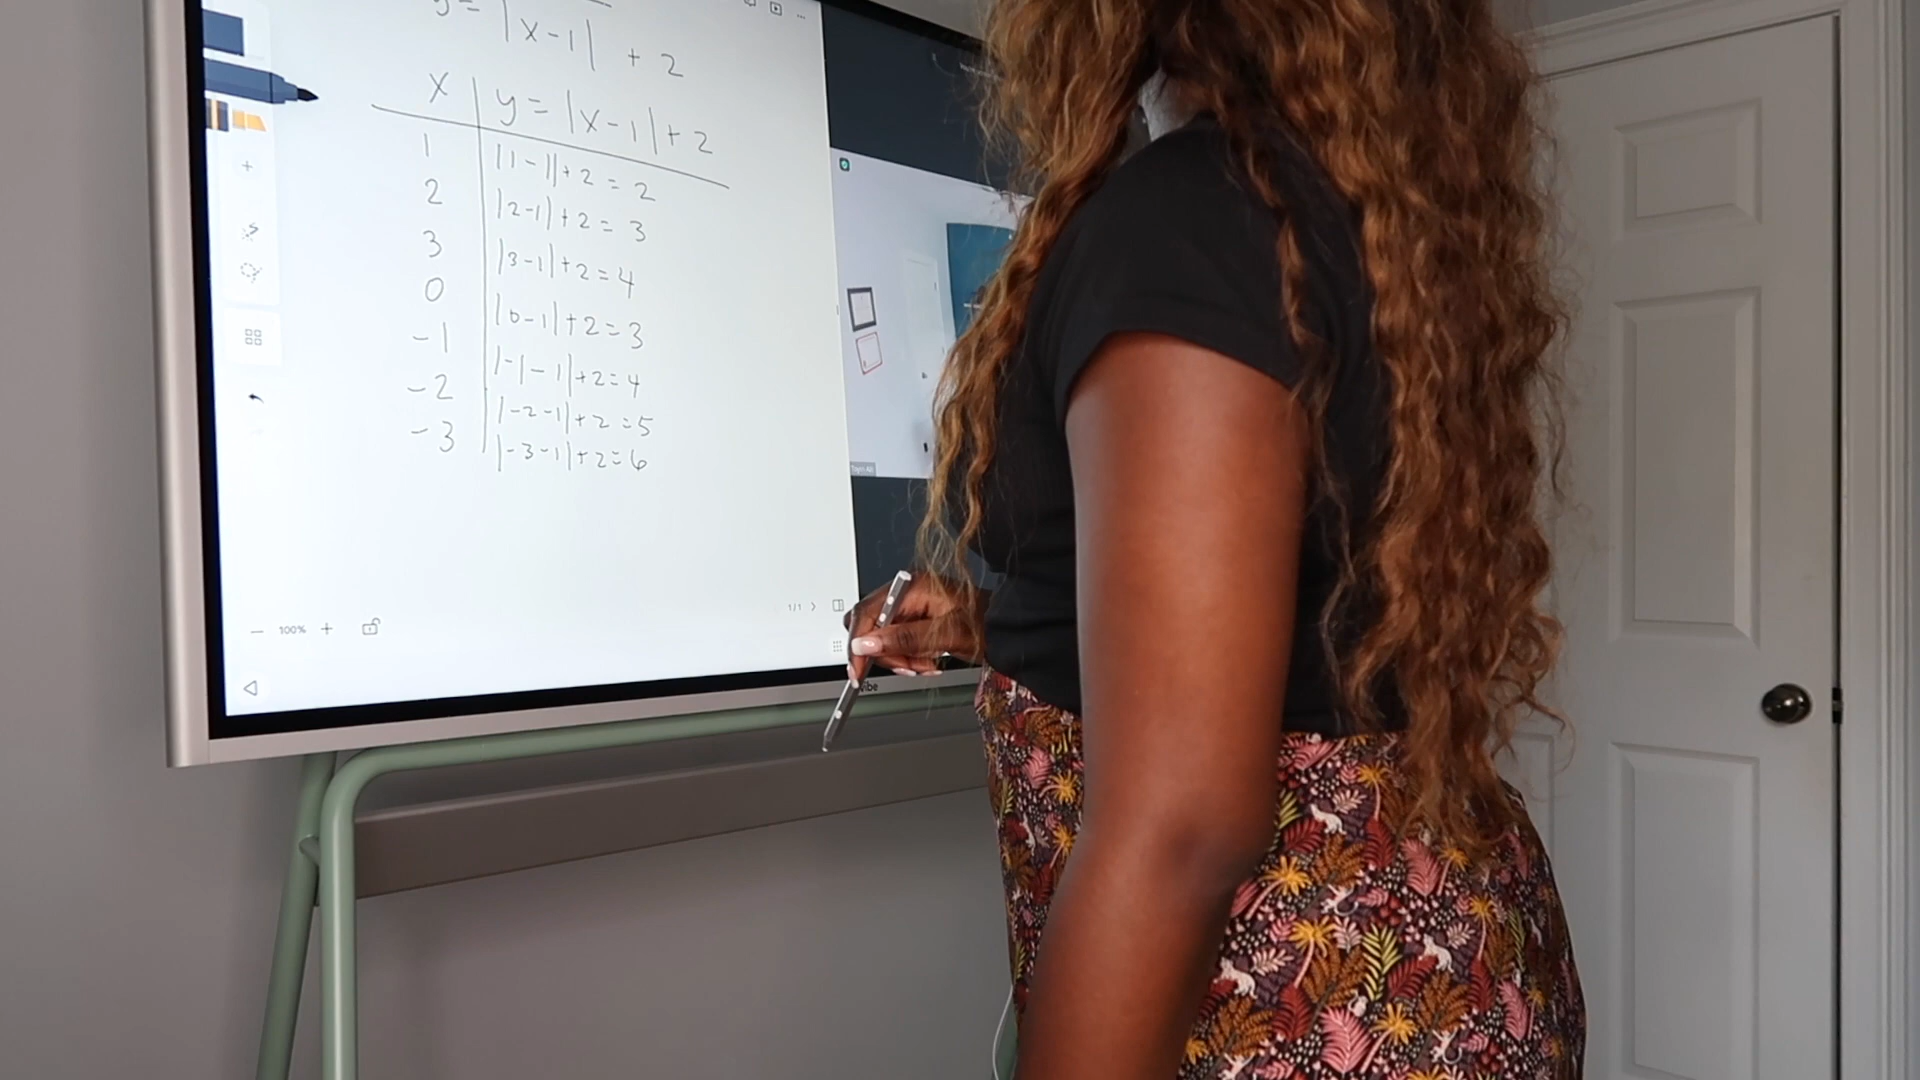 y = |x-1| + 2
x y = |x-1| + 2
1 |1-1| + 2 = 2
2 |2-1| + 2 = 3
3 |3-1| + 2 = 4
0 |0-1| + 2 = 3
-1 |-1-1| + 2 = 4
-2 |-2-1| + 2 = 5
-3 |-3-1| + 2 = 6
1/1
100%
vibe